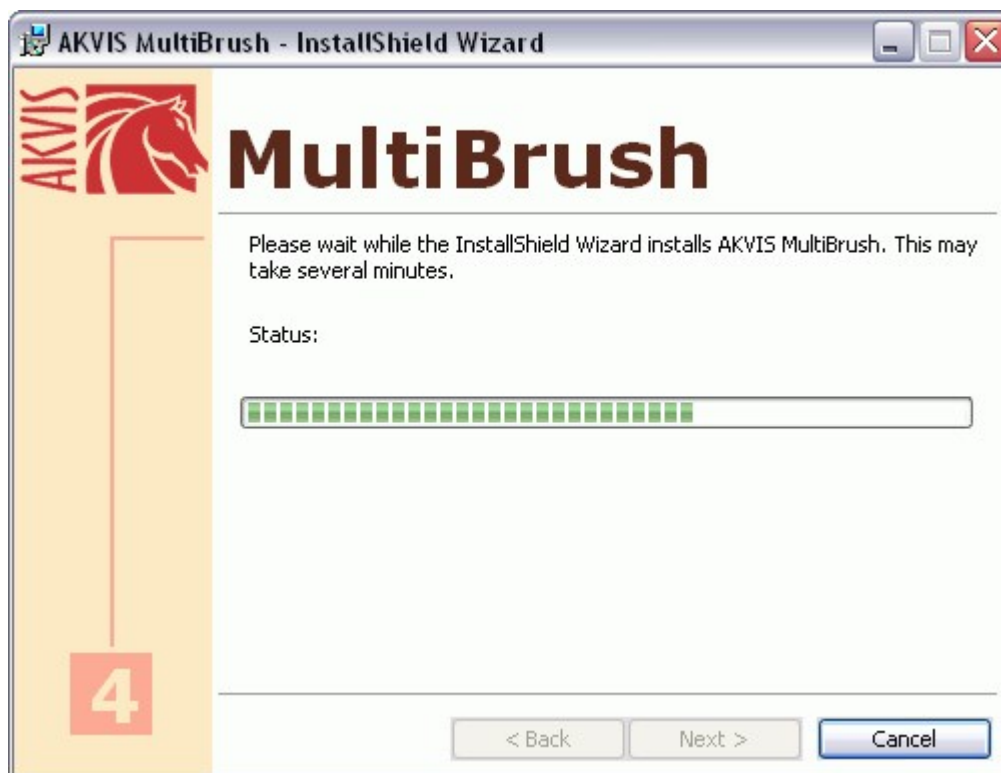 AKVIS MultiBrush - InstallShield Wizard
AKVIS
MultiBrush
Please wait while the InstallShield Wizard installs AKVIS MultiBrush. This may
take several minutes.
Status:
4
< Back Next > Cancel